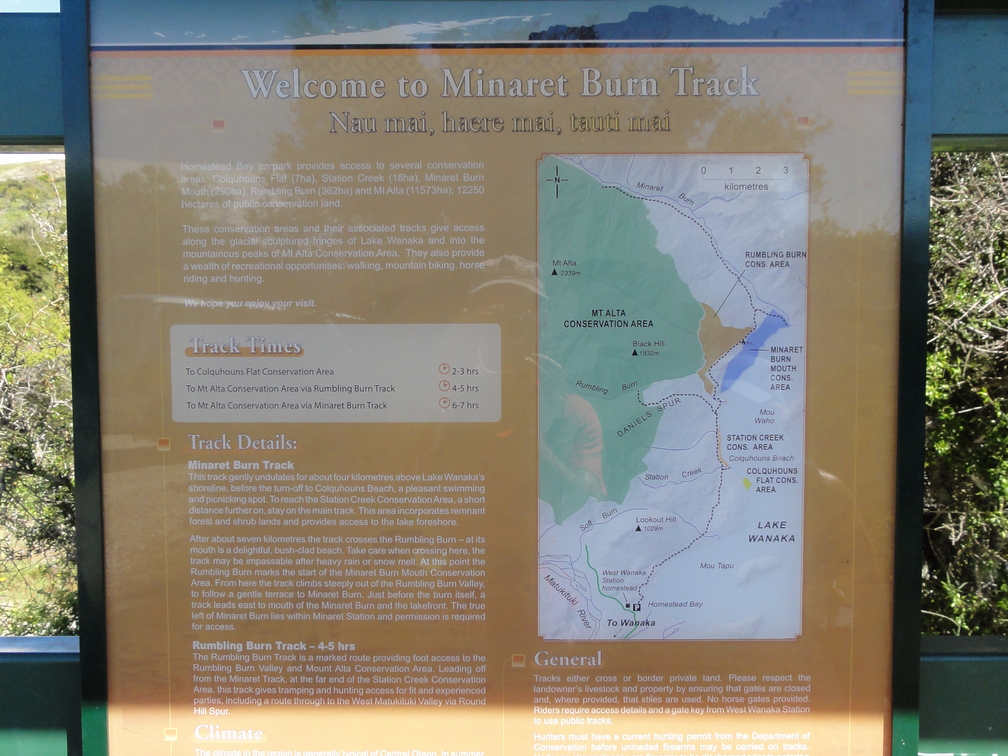 Welcome to Minaret Burn Track
Nau mai, haere mai, tauti mai
Homestead Bay carpark provides access to several conservation
areas: Colquhouns Flat (7ha), Station Creek (18ha), Minaret Burn
Mouth (290ha), Rumbling Burn (362ha) and Mt Alta (11573ha); 12250
hectares of public conservation land.
These conservation areas and their associated tracks give access
along the glacial sculptured fringes of Lake Wanaka and into the
mountainous peaks of Mt Alta Conservation Area. They also provide
a wealth of recreational opportunities: walking, mountain biking, horse
riding and hunting.
We hope you enjoy your visit.
Track Times
To Colquhouns Flat Conservation Area 2-3 hrs
To Mt Alta Conservation Area via Rumbling Burn Track 4-5 hrs
To Mt Alta Conservation Area via Minaret Burn Track 6-7 hrs
Track Details:
Minaret Burn Track
This track gently undulates for about four kilometres above Lake Wanaka's
shoreline, before the turn-off to Colquhouns Beach, a pleasant swimming
and picnicking spot. To reach the Station Creek Conservation Area, a short
distance further on, stay on the main track. This area incorporates remnant
forest and shrub lands and provides access to the lake foreshore.
After about seven kilometres the track crosses the Rumbling Burn – at its
mouth is a delightful, bush-clad beach. Take care when crossing here, the
track may be impassable after heavy rain or snow melt. At this point the
Rumbling Burn marks the start of the Minaret Burn Mouth Conservation
Area. From here the track climbs steeply out of the Rumbling Burn Valley,
to follow a gentle terrace to Minaret Burn. Just before the burn itself, a
track leads east to mouth of the Minaret Burn and the lakefront. The true
left of Minaret Burn lies within Minaret Station and permission is required
for access.
Rumbling Burn Track – 4-5 hrs
The Rumbling Burn Track is a marked route providing foot access to the
Rumbling Burn Valley and Mount Alta Conservation Area. Leading off
from the Minaret Track, at the far end of the Station Creek Conservation
Area, this track gives tramping and hunting access for fit and experienced
parties, including a route through to the West Matukituki Valley via Round
Hill Spur.
Climate
The climate in the region is generally typical of Central Otago. In summer
N
0 1 2 3
kilometres
Minaret Burn
RUMBLING BURN
CONS. AREA
Mt Alta
2339m
MT ALTA
CONSERVATION AREA
Black Hill
1832m
MINARET
BURN
MOUTH
CONS.
AREA
Rumbling Burn
DANIELS SPUR
Mou
Waho
STATION CREEK
CONS. AREA
Colquhouns Beach
COLQUHOUNS
FLAT CONS.
AREA
Station Creek
Soft Burn
Lookout Hill
1029m
LAKE
WANAKA
Mou Tapu
West Wanaka
Station
homestead
Matukituki River
P
Homestead Bay
To Wanaka
General
Tracks either cross or border private land. Please respect the
landowner's livestock and property by ensuring that gates are closed
and, where provided, that stiles are used. No horse gates provided.
Riders require access details and a gate key from West Wanaka Station
to use public tracks.
Hunters must have a current hunting permit from the Department of
Conservation before unloaded firearms may be carried on tracks.